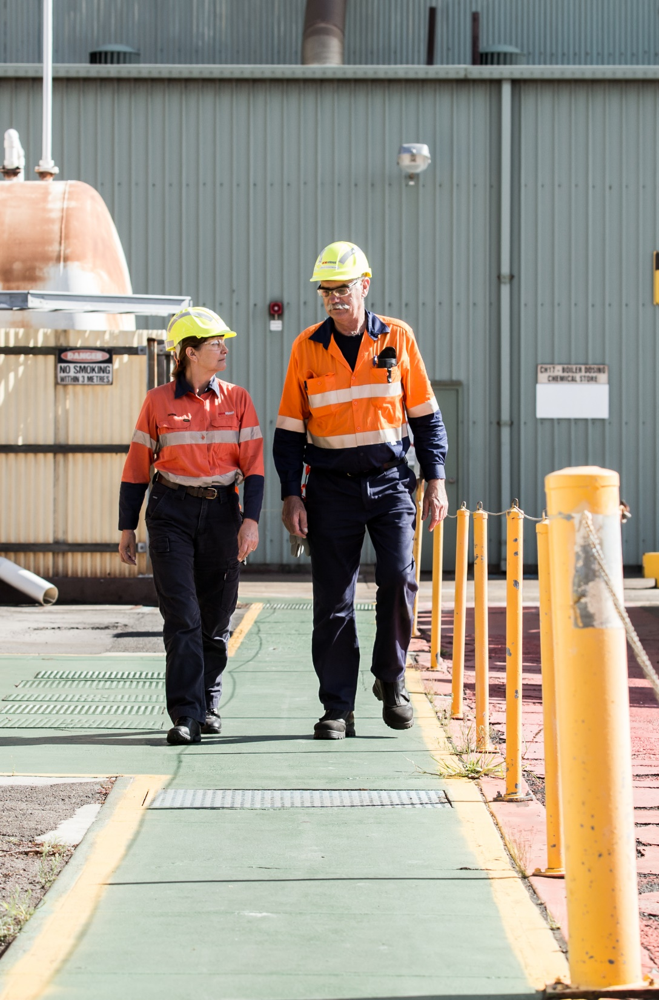 DANGER
NO SMOKING
WITHIN 3 METRES
CH17 - BOILER DOSING
CHEMICAL STORE